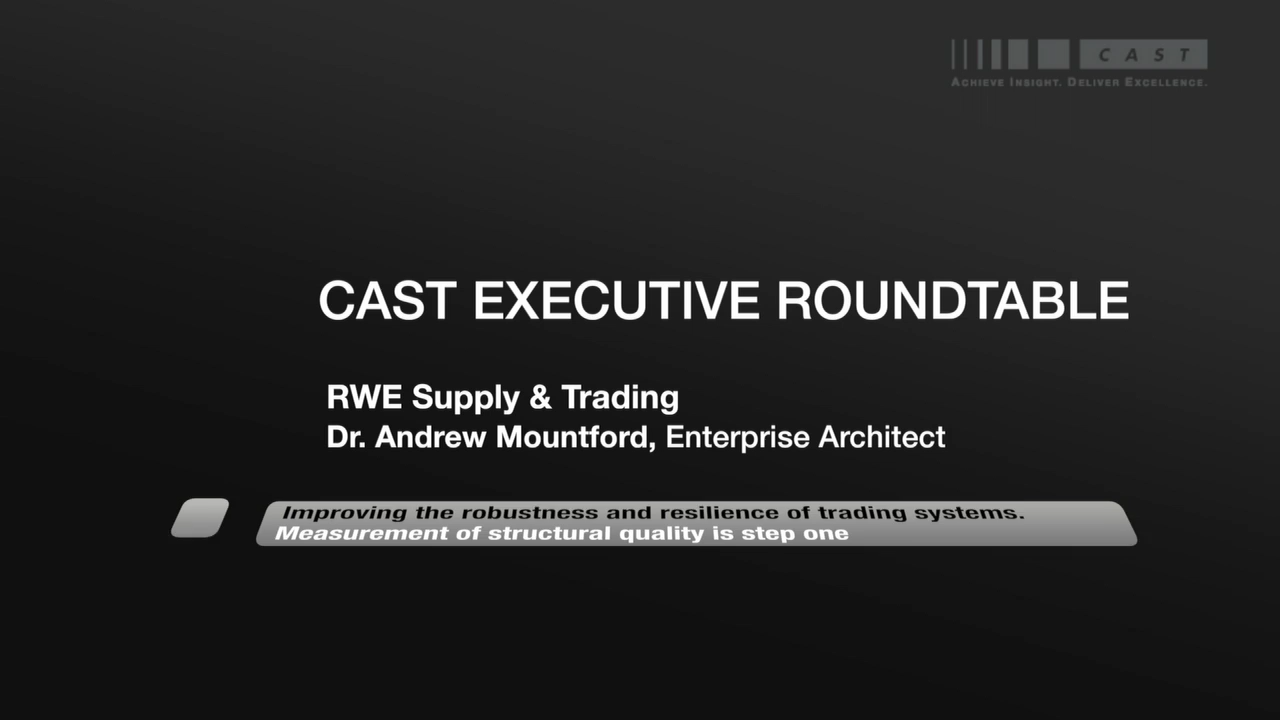 CAST
ACHIEVE INSIGHT. DELIVER EXCELLENCE.
CAST EXECUTIVE ROUNDTABLE
RWE Supply & Trading
Dr. Andrew Mountford, Enterprise Architect
Improving the robustness and resilience of trading systems.
Measurement of structural quality is step one